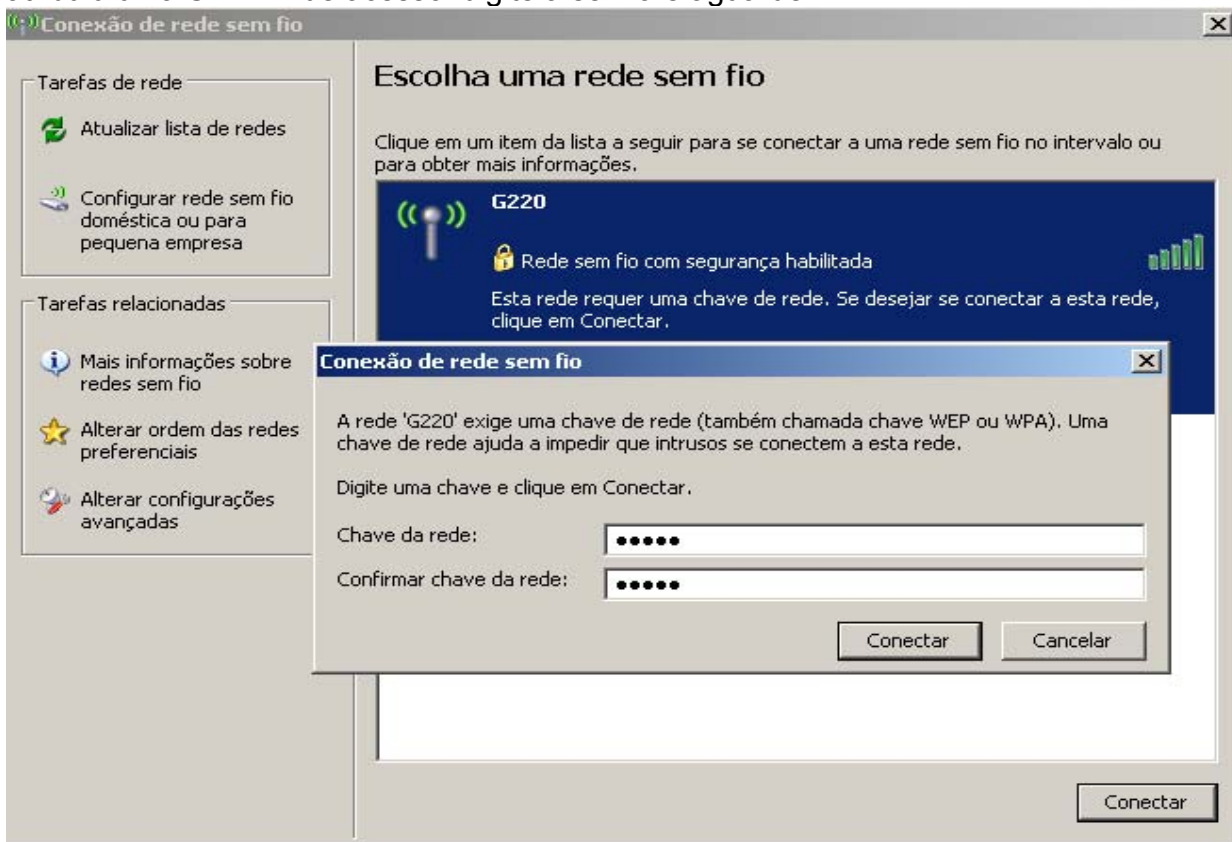 Conexão de rede sem fio
Tarefas de rede
Atualizar lista de redes
Configurar rede sem fio
doméstica ou para
pequena empresa
Tarefas relacionadas
Mais informações sobre
redes sem fio
Alterar ordem das redes
preferenciais
Alterar configurações
avançadas
Escolha uma rede sem fio
Clique em um item da lista a seguir para se conectar a uma rede sem fio no intervalo ou
para obter mais informações.
G220
Rede sem fio com segurança habilitada
Esta rede requer uma chave de rede. Se desejar se conectar a esta rede,
clique em Conectar.
Conexão de rede sem fio
A rede 'G220' exige uma chave de rede (também chamada chave WEP ou WPA). Uma
chave de rede ajuda a impedir que intrusos se conectem a esta rede.
Digite uma chave e clique em Conectar.
Chave da rede: •••••
Confirmar chave da rede: •••••
Conectar Cancelar
Conectar